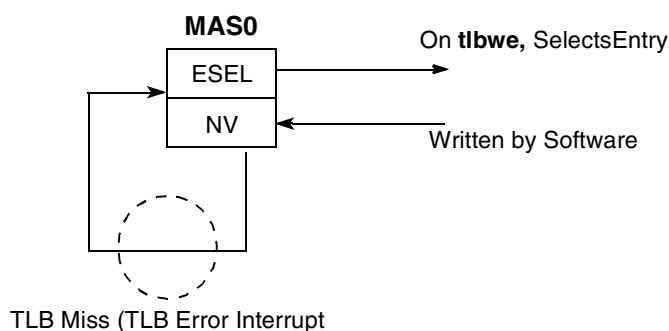 MAS0
On tlbwe, SelectsEntry
ESEL
NV
Written by Software
TLB Miss (TLB Error Interrupt